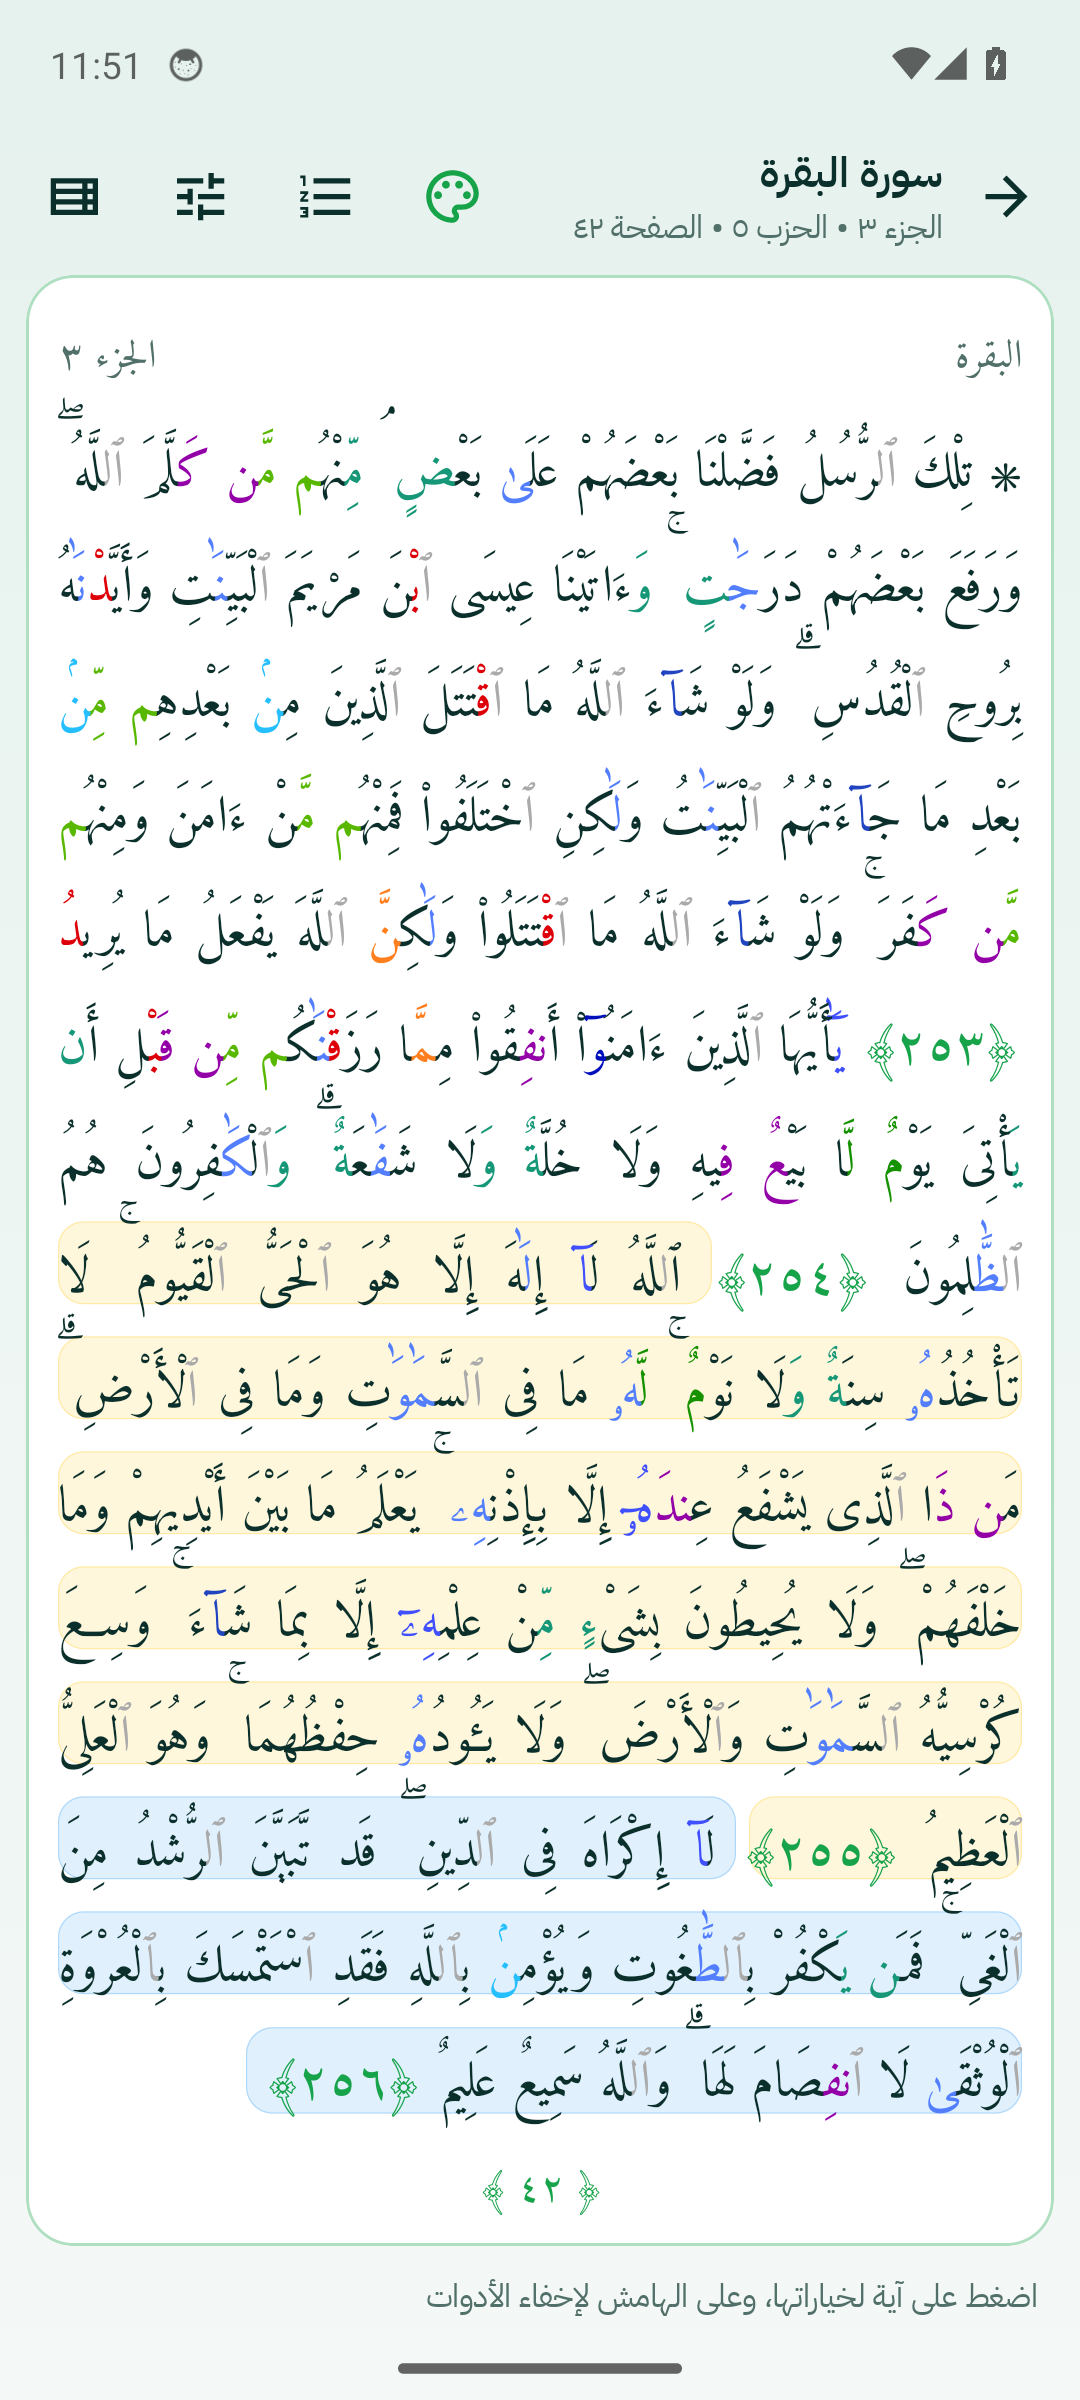 11:51
سورة البقرة
الجزء ٣ • الحزب ٥ • الصفحة ٤٢
البقرة
الجزء ٣
* تِلْكَ ٱلرُّسُلُ فَضَّلْنَا بَعْضَهُمْ عَلَىٰ بَعْضٍۘ مِّنْهُم مَّن كَلَّمَ ٱللَّهُۖ
وَرَفَعَ بَعْضَهُمْ دَرَجَٰتٍۚ وَءَاتَيْنَا عِيسَى ٱبْنَ مَرْيَمَ ٱلْبَيِّنَٰتِ وَأَيَّدْنَٰهُ
بِرُوحِ ٱلْقُدُسِۗ وَلَوْ شَآءَ ٱللَّهُ مَا ٱقْتَتَلَ ٱلَّذِينَ مِنۢ بَعْدِهِم مِّنۢ
بَعْدِ مَا جَآءَتْهُمُ ٱلْبَيِّنَٰتُ وَلَٰكِنِ ٱخْتَلَفُوا۟ فَمِنْهُم مَّنْ ءَامَنَ وَمِنْهُم
مَّن كَفَرَۚ وَلَوْ شَآءَ ٱللَّهُ مَا ٱقْتَتَلُوا۟ وَلَٰكِنَّ ٱللَّهَ يَفْعَلُ مَا يُرِيدُ
﴿٢٥٣﴾ يَٰٓأَيُّهَا ٱلَّذِينَ ءَامَنُوٓا۟ أَنفِقُوا۟ مِمَّا رَزَقْنَٰكُم مِّن قَبْلِ أَن
يَأْتِىَ يَوْمٌ لَّا بَيْعٌ فِيهِ وَلَا خُلَّةٌ وَلَا شَفَٰعَةٌۗ وَٱلْكَٰفِرُونَ هُمُ
ٱلظَّٰلِمُونَ ﴿٢٥٤﴾ ٱللَّهُ لَآ إِلَٰهَ إِلَّا هُوَ ٱلْحَىُّ ٱلْقَيُّومُۚ لَا
تَأْخُذُهُۥ سِنَةٌ وَلَا نَوْمٌۚ لَّهُۥ مَا فِى ٱلسَّمَٰوَٰتِ وَمَا فِى ٱلْأَرْضِۗ
مَن ذَا ٱلَّذِى يَشْفَعُ عِندَهُۥٓ إِلَّا بِإِذْنِهِۦۚ يَعْلَمُ مَا بَيْنَ أَيْدِيهِمْ وَمَا
خَلْفَهُمْۖ وَلَا يُحِيطُونَ بِشَىْءٍ مِّنْ عِلْمِهِۦٓ إِلَّا بِمَا شَآءَۚ وَسِعَ
كُرْسِيُّهُ ٱلسَّمَٰوَٰتِ وَٱلْأَرْضَۖ وَلَا يَـُٔودُهُۥ حِفْظُهُمَاۚ وَهُوَ ٱلْعَلِىُّ
ٱلْعَظِيمُ ﴿٢٥٥﴾ لَآ إِكْرَاهَ فِى ٱلدِّينِۖ قَد تَّبَيَّنَ ٱلرُّشْدُ مِنَ
ٱلْغَىِّۚ فَمَن يَكْفُرْ بِٱلطَّٰغُوتِ وَيُؤْمِنۢ بِٱللَّهِ فَقَدِ ٱسْتَمْسَكَ بِٱلْعُرْوَةِ
ٱلْوُثْقَىٰ لَا ٱنفِصَامَ لَهَاۗ وَٱللَّهُ سَمِيعٌ عَلِيمٌ ﴿٢٥٦﴾
﴿ ٤٢ ﴾
اضغط على آية لخياراتها، وعلى الهامش لإخفاء الأدوات